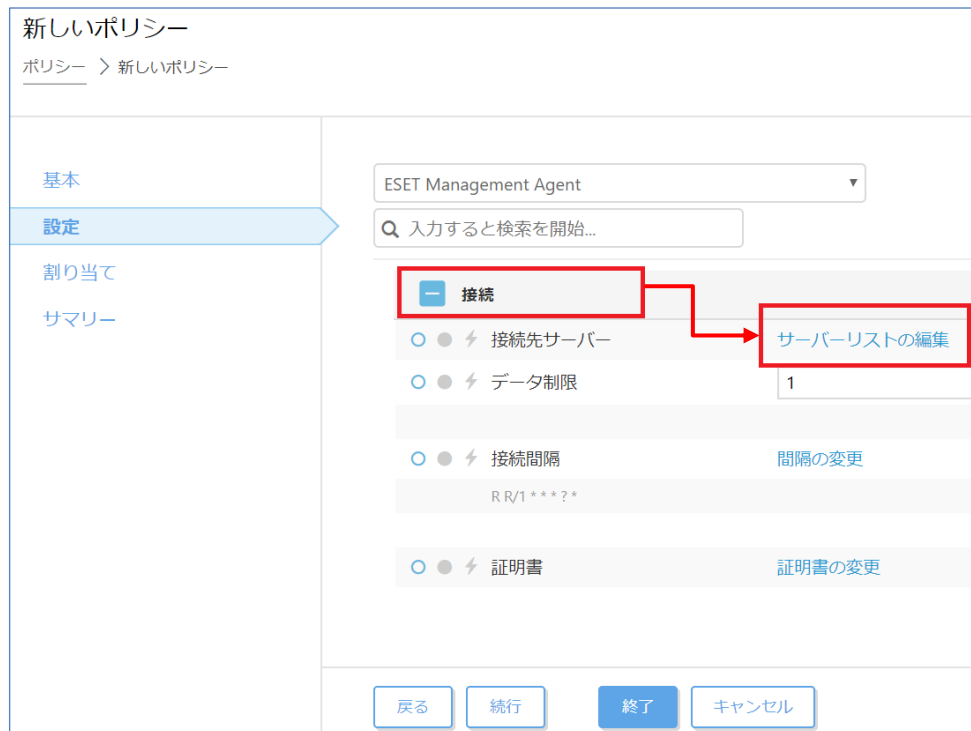 新しいポリシー
ポリシー > 新しいポリシー
基本
設定
割り当て
サマリー
ESET Management Agent
入力すると検索を開始...
接続
接続先サーバー サーバーリストの編集
データ制限 1
接続間隔 間隔の変更
R R/1 * * * ? *
証明書 証明書の変更
戻る 続行 終了 キャンセル